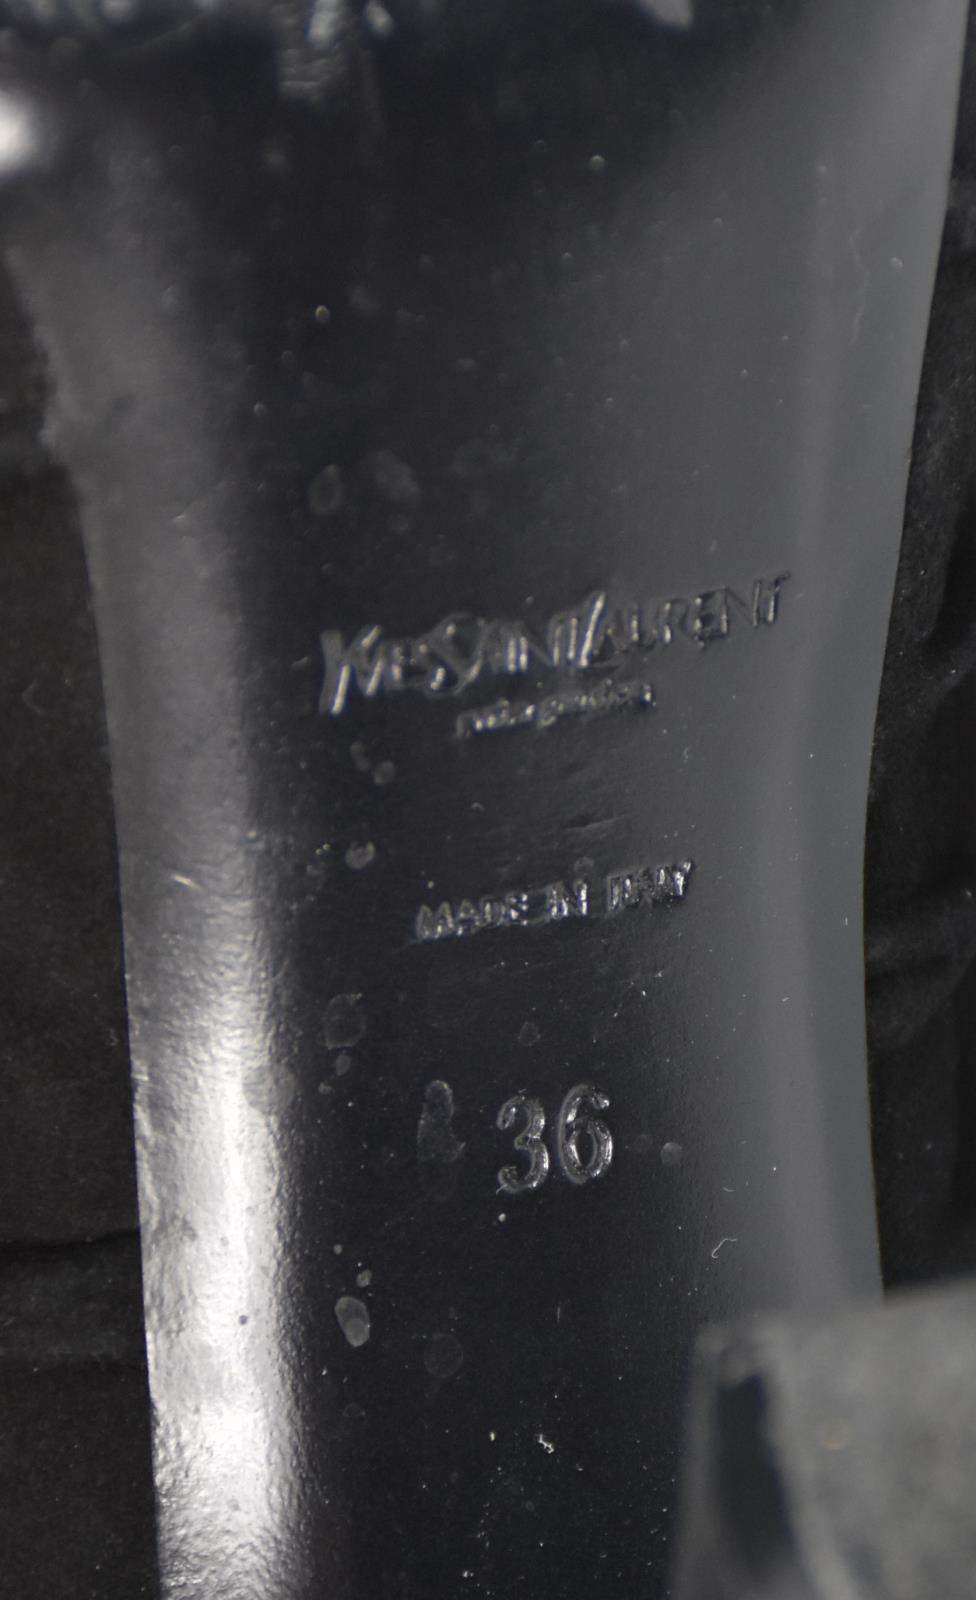 YVESSAINTLAURENT
rive gauche
MADE IN ITALY
36